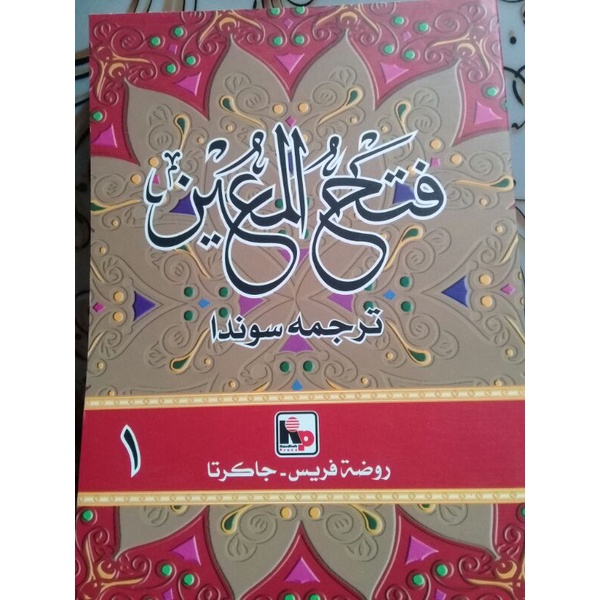 فتح المعين
ترجمه سوندا
١
روضة فريس - جاكرتا